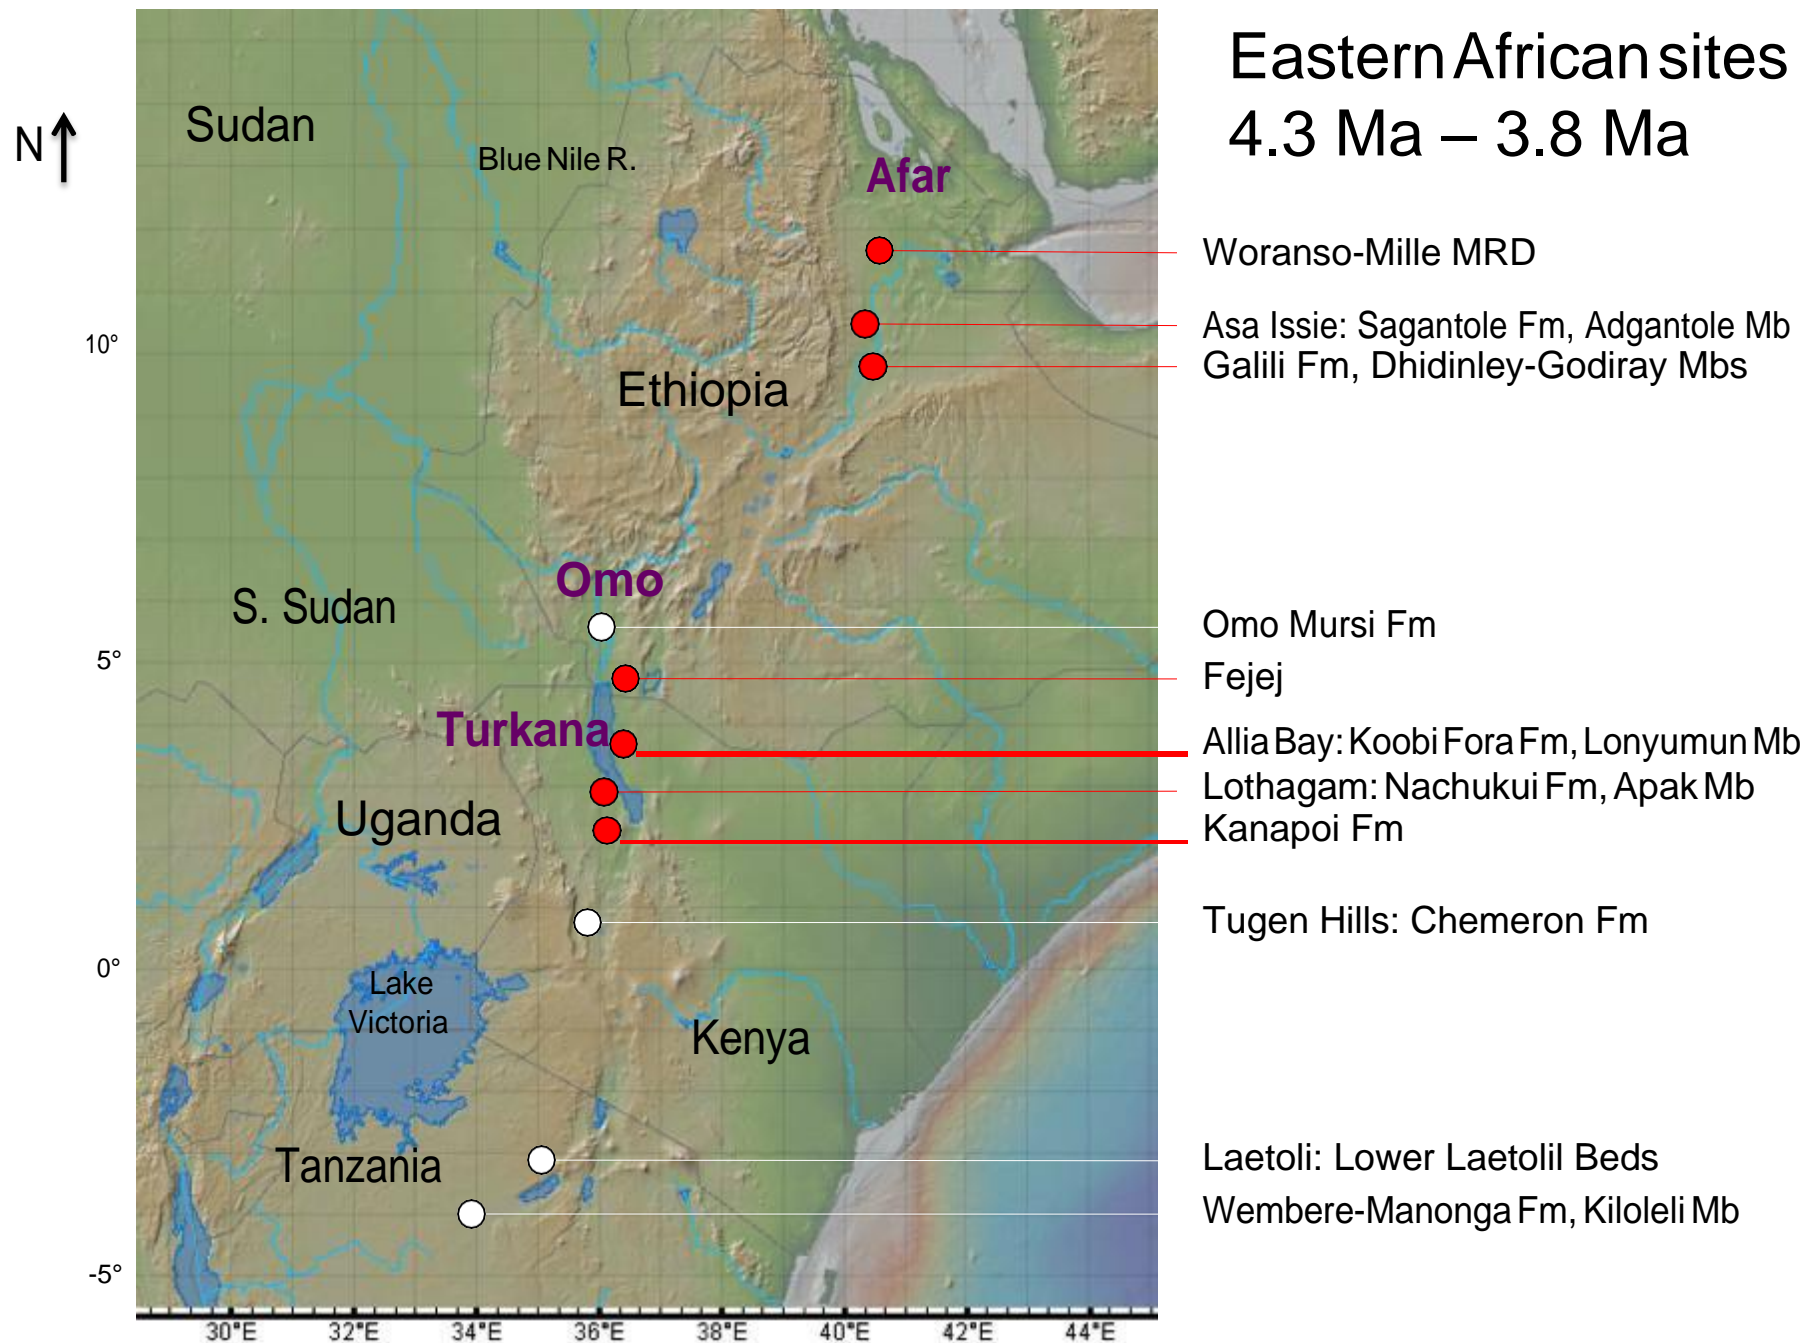 Eastern African sites
4.3 Ma – 3.8 Ma
N
Sudan
Blue Nile R.
Afar
Woranso-Mille MRD
Asa Issie: Sagantole Fm, Adgantole Mb
10°
Galili Fm, Dhidinley-Godiray Mbs
Ethiopia
Omo
S. Sudan
Omo Mursi Fm
5°
Fejej
Turkana
Allia Bay: Koobi Fora Fm, Lonyumun Mb
Lothagam: Nachukui Fm, Apak Mb
Uganda
Kanapoi Fm
Tugen Hills: Chemeron Fm
0°
Lake
Victoria
Kenya
Tanzania
Laetoli: Lower Laetolil Beds
Wembere-Manonga Fm, Kiloleli Mb
-5°
30°E 32°E 34°E 36°E 38°E 40°E 42°E 44°E